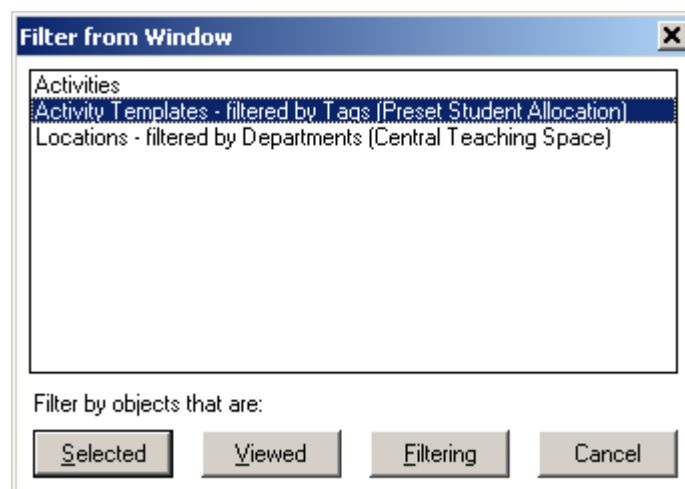 Filter from Window
Activities
Activity Templates - filtered by Tags (Preset Student Allocation)
Locations - filtered by Departments (Central Teaching Space)
Filter by objects that are:
Selected Viewed Filtering Cancel